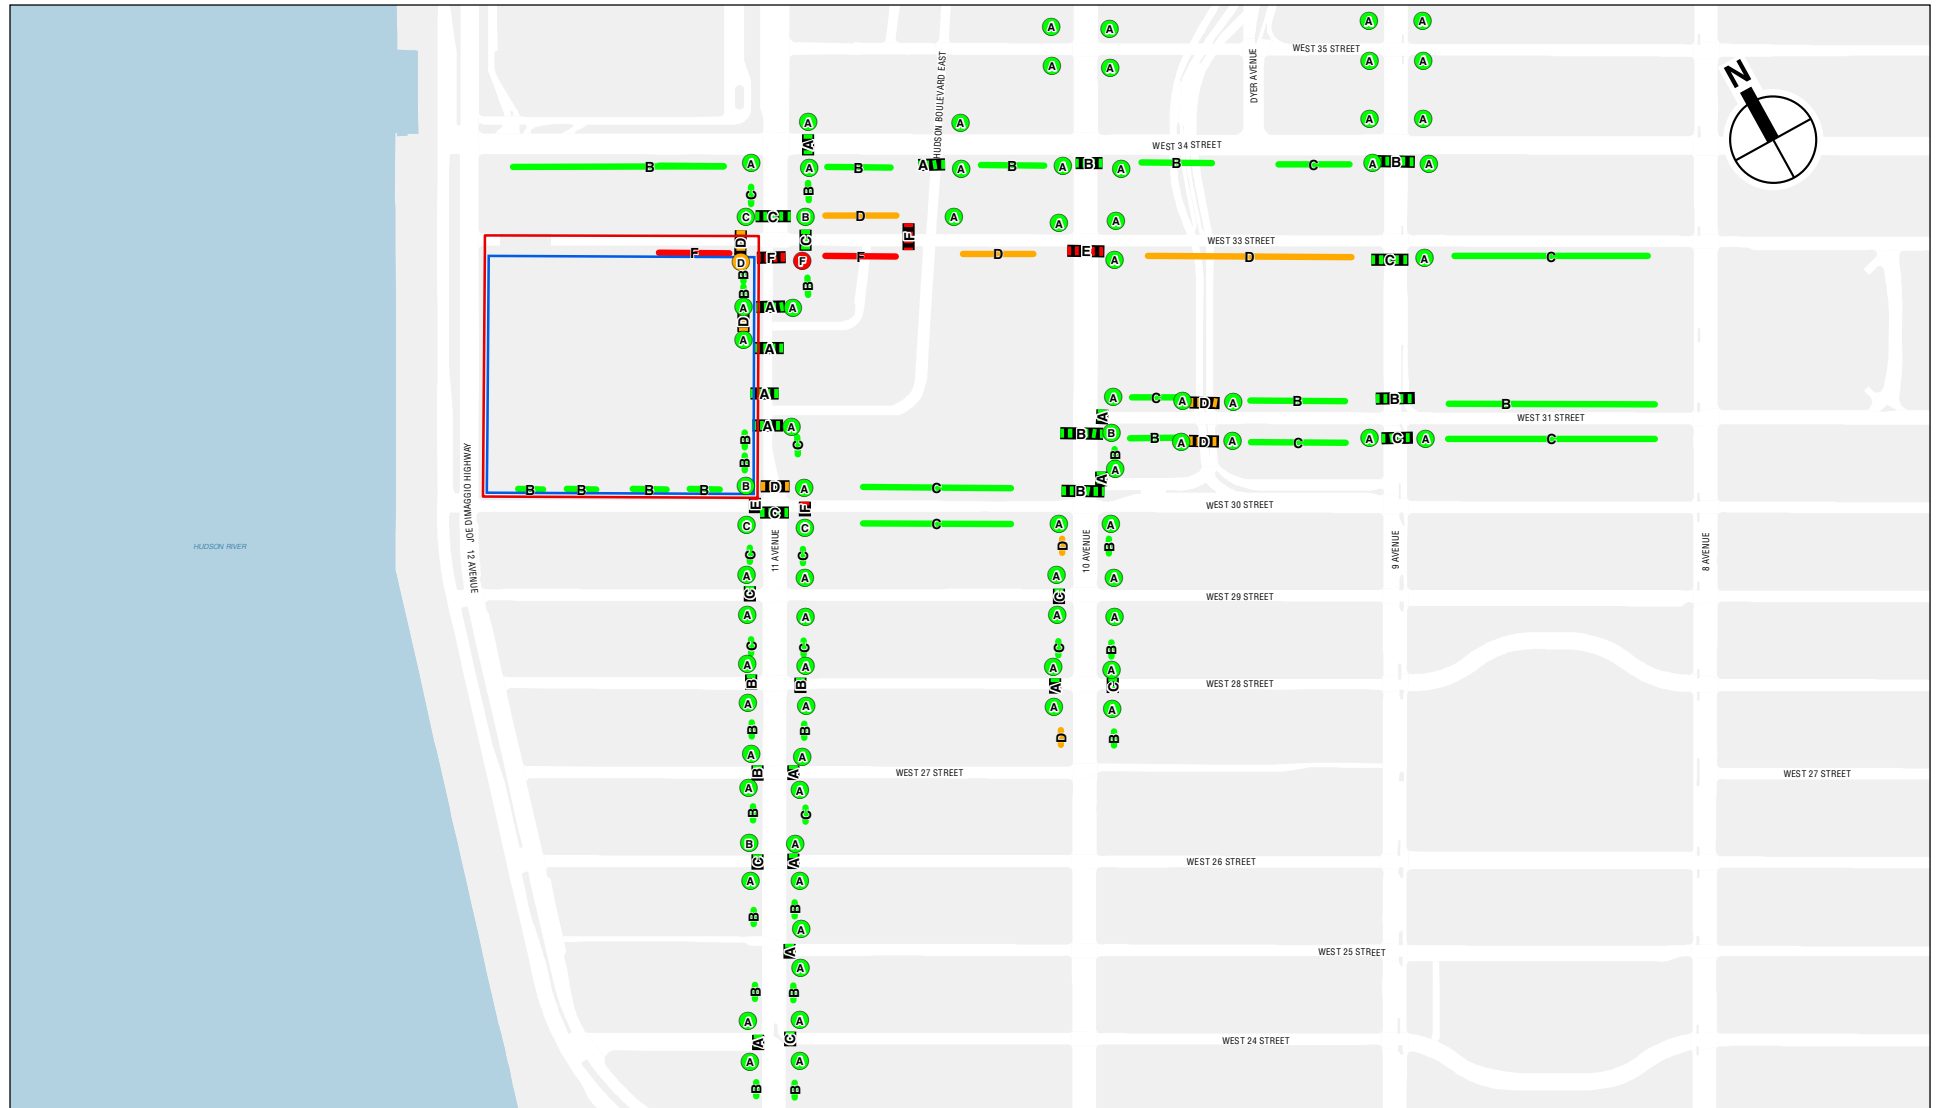 A A A A
WEST 35 STREET
A A A A
N
DYER AVENUE
HUDSON BOULEVARD EAST
A A A A
A
WEST 34 STREET
B A A B A A B A B A B C A B A
C B
C C B D A A A
D C F
WEST 33 STREET
F D F F F D E A D C A C
B B
B A A A
D
A A
A
A
A C A D A B B B
WEST 31 STREET
A
A A B B B A D A C A C A C
B C
B B
A A
B B B B B D A C B
WEST 30 STREET
E C F
C C C A A
JOE DIMAGGIO HIGHWAY
12 AVENUE
11 AVENUE
10 AVENUE
9 AVENUE
8 AVENUE
HUDSON RIVER
C C D B
A A A A
C C
WEST 29 STREET
A A A A
C C C B
A A A A
B B A C
WEST 28 STREET
A A A A
B B D B
A A
B A
WEST 27 STREET
WEST 27 STREET
A A
B C
B A
C A
WEST 26 STREET
A A
B B
A
A
WEST 25 STREET
A
B B
A A
A C
WEST 24 STREET
A A
B B